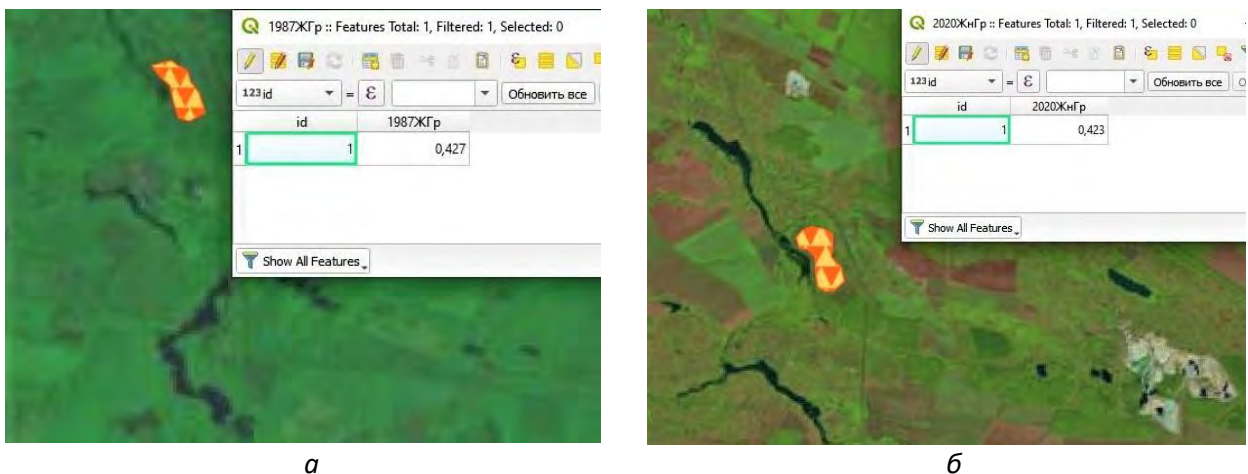 1987ЖГр :: Features Total: 1, Filtered: 1, Selected: 0
123 id = ε Обновить все
id 1987ЖГр
1 1 0,427
Show All Features
2020ЖнГр :: Features Total: 1, Filtered: 1, Selected: 0
123 id = ε Обновить все
id 2020ЖнГр
1 1 0,423
Show All Features
а
б